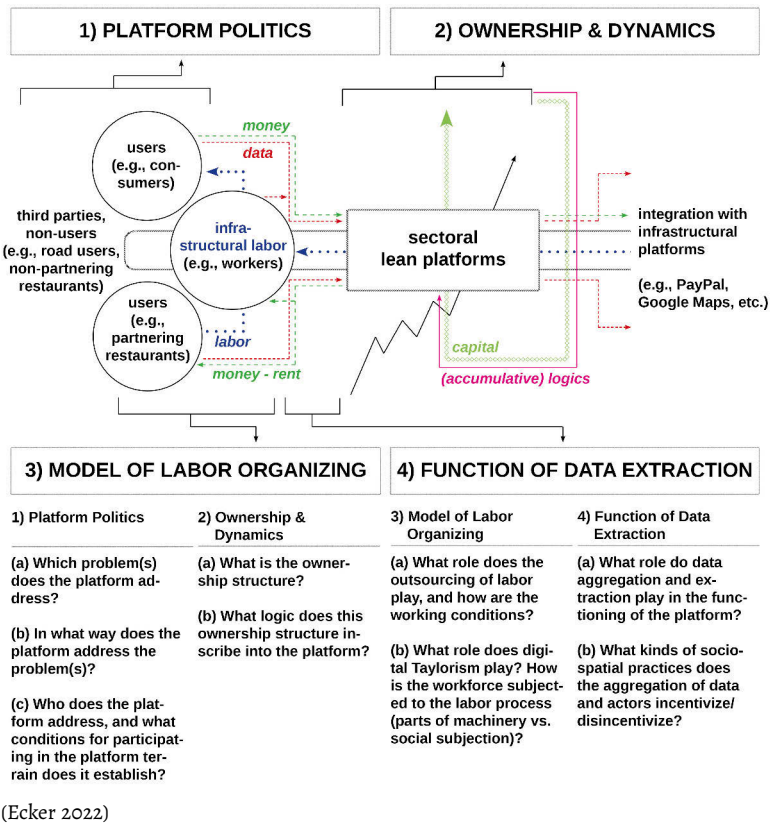 1) PLATFORM POLITICS
2) OWNERSHIP & DYNAMICS
users
(e.g., con-
sumers)
money
data
third parties,
non-users
(e.g., road users,
non-partnering
restaurants)
infra-
structural labor
(e.g., workers)
sectoral
lean platforms
integration with
infrastructural
platforms
(e.g., PayPal,
Google Maps, etc.)
users
(e.g.,
partnering
restaurants)
labor
money - rent
capital
(accumulative) logics
3) MODEL OF LABOR ORGANIZING
4) FUNCTION OF DATA EXTRACTION
1) Platform Politics
(a) Which problem(s)
does the platform ad-
dress?
(b) In what way does the
platform address the
problem(s)?
(c) Who does the plat-
form address, and what
conditions for participat-
ing in the platform ter-
rain does it establish?
2) Ownership &
Dynamics
(a) What is the owner-
ship structure?
(b) What logic does this
ownership structure in-
scribe into the platform?
3) Model of Labor
Organizing
(a) What role does the
outsourcing of labor
play, and how are the
working conditions?
(b) What role does digi-
tal Taylorism play? How
is the workforce subject-
ed to the labor process
(parts of machinery vs.
social subjection)?
4) Function of Data
Extraction
(a) What role do data
aggregation and ex-
traction play in the func-
tioning of the platform?
(b) What kinds of socio-
spatial practices does
the aggregation of data
and actors incentivize/
disincentivize?
(Ecker 2022)